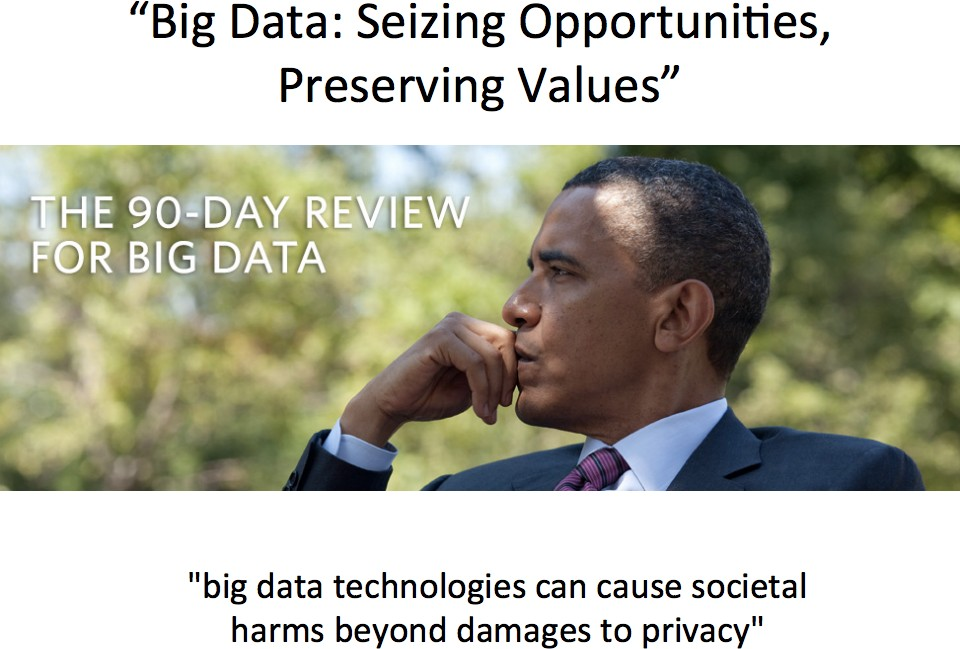 “Big Data: Seizing Opportunities,
Preserving Values”
THE 90-DAY REVIEW
FOR BIG DATA
"big data technologies can cause societal
harms beyond damages to privacy"